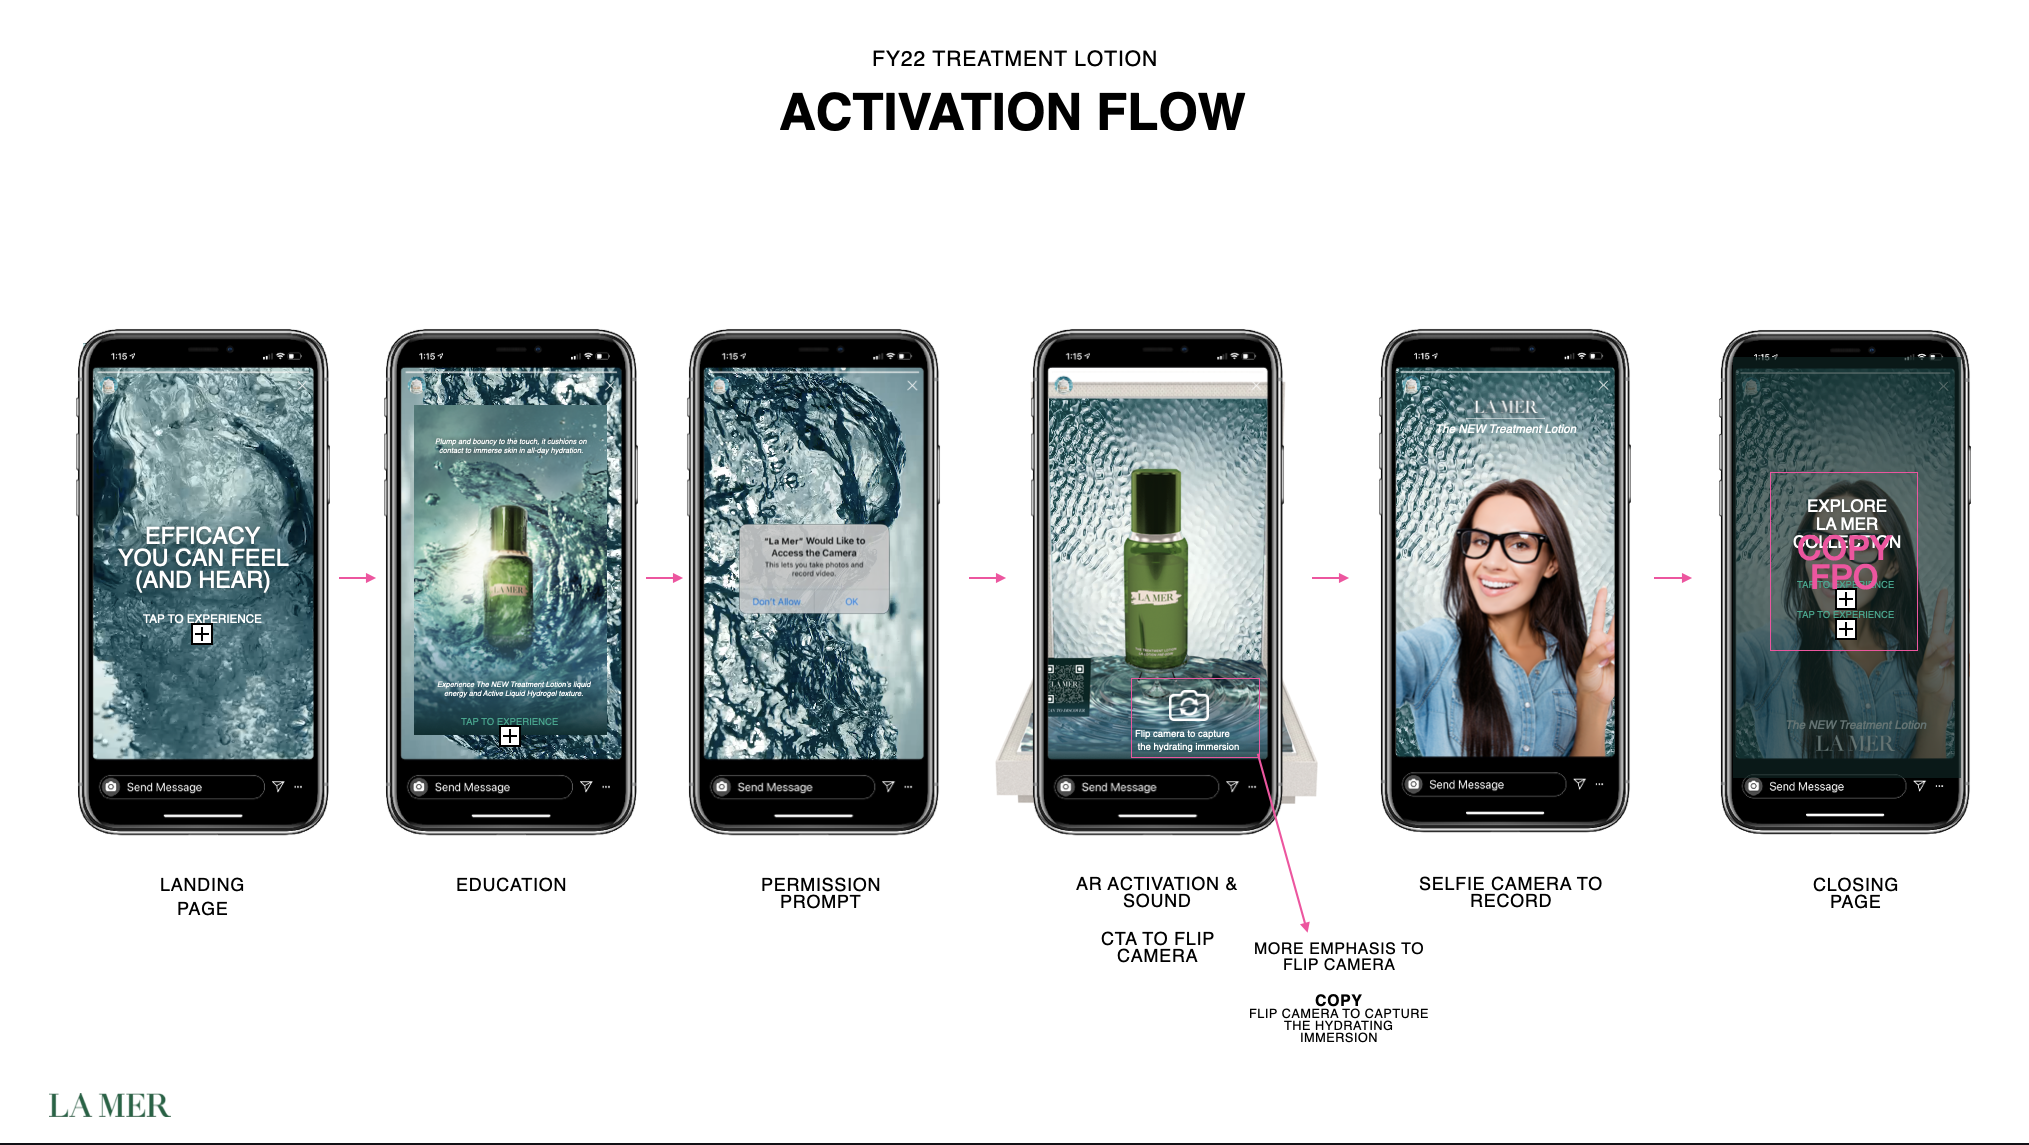 FY22 TREATMENT LOTION
ACTIVATION FLOW
1:15
EFFICACY
YOU CAN FEEL
(AND HEAR)
TAP TO EXPERIENCE
Send Message
LANDING
PAGE
1:15
Plump and bouncy to the touch, it cushions on
contact to immerse skin in all-day hydration.
LA MER
Experience The NEW Treatment Lotion's liquid
energy and Active Liquid Hydrogel texture.
TAP TO EXPERIENCE
Send Message
EDUCATION
1:15
"La Mer" Would Like to
Access the Camera
This lets you take photos and
record video.
Don't Allow
OK
Send Message
PERMISSION
PROMPT
1:15
LA MER
THE TREATMENT LOTION
LA MER
Flip camera to capture
the hydrating immersion
Send Message
AR ACTIVATION &
SOUND
CTA TO FLIP
CAMERA
MORE EMPHASIS TO
FLIP CAMERA
COPY
FLIP CAMERA TO CAPTURE
THE HYDRATING
IMMERSION
1:15
LA MER
The NEW Treatment Lotion
Send Message
SELFIE CAMERA TO
RECORD
1:15
EXPLORE
LA MER
COLLECTION
COPY
FPO
TAP TO EXPERIENCE
TAP TO EXPERIENCE
The NEW Treatment Lotion
LA MER
Send Message
CLOSING
PAGE
LA MER